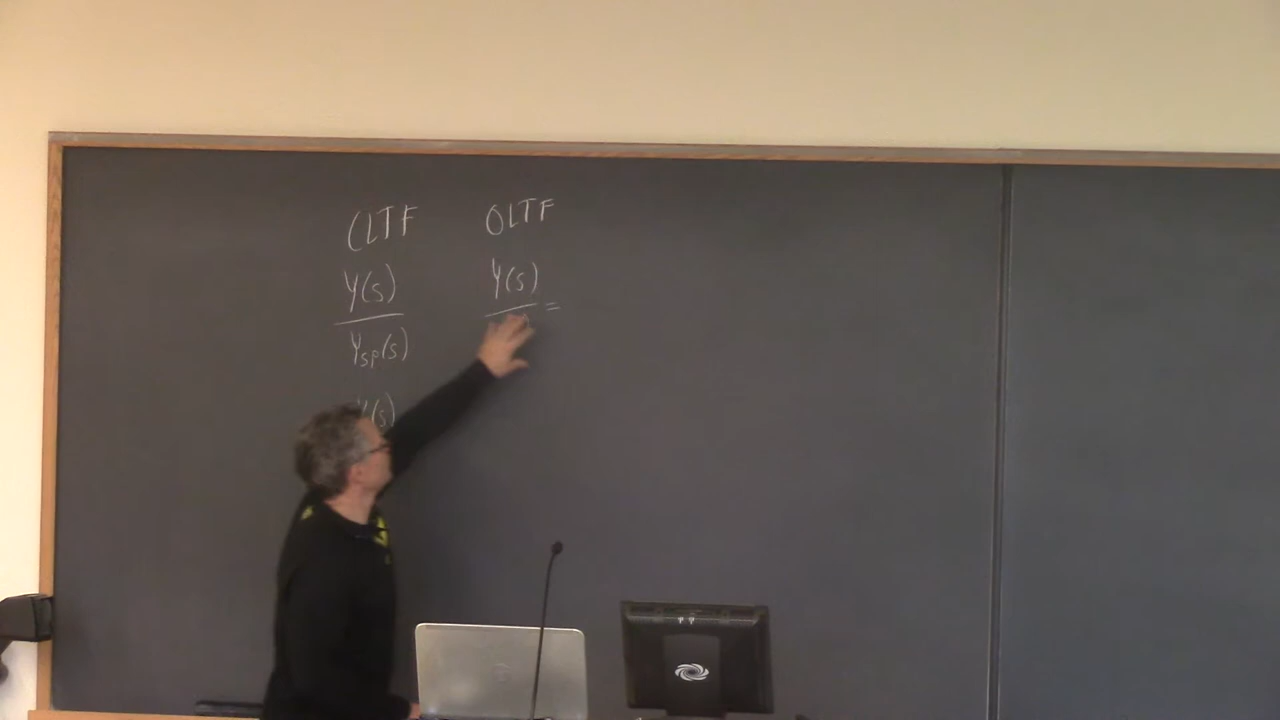 CLTF OLTF
Y(s) Y(s) =
Ysp(s)
Y(s)